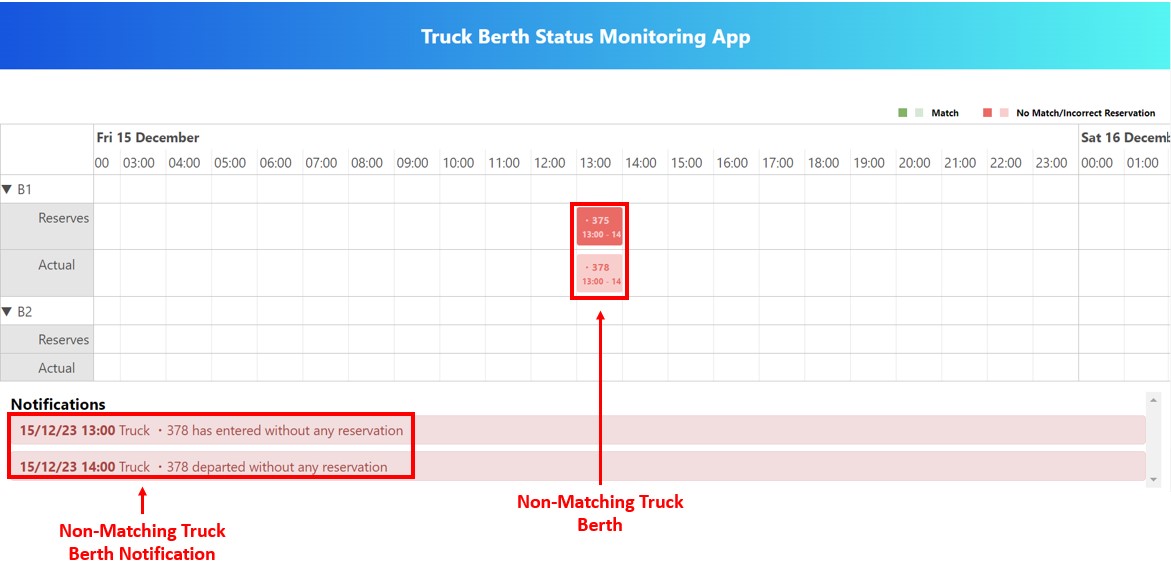 Truck Berth Status Monitoring App
Match No Match/Incorrect Reservation
Fri 15 December Sat 16 Decemb
00 03:00 04:00 05:00 06:00 07:00 08:00 09:00 10:00 11:00 12:00 13:00 14:00 15:00 16:00 17:00 18:00 19:00 20:00 21:00 22:00 23:00 00:00 01:00
▼ B1
Reserves
・375
13:00 - 14
Actual
・378
13:00 - 14
▼ B2
Reserves
Actual
Notifications
15/12/23 13:00 Truck ・378 has entered without any reservation
15/12/23 14:00 Truck ・378 departed without any reservation
Non-Matching Truck
Berth
Non-Matching Truck
Berth Notification